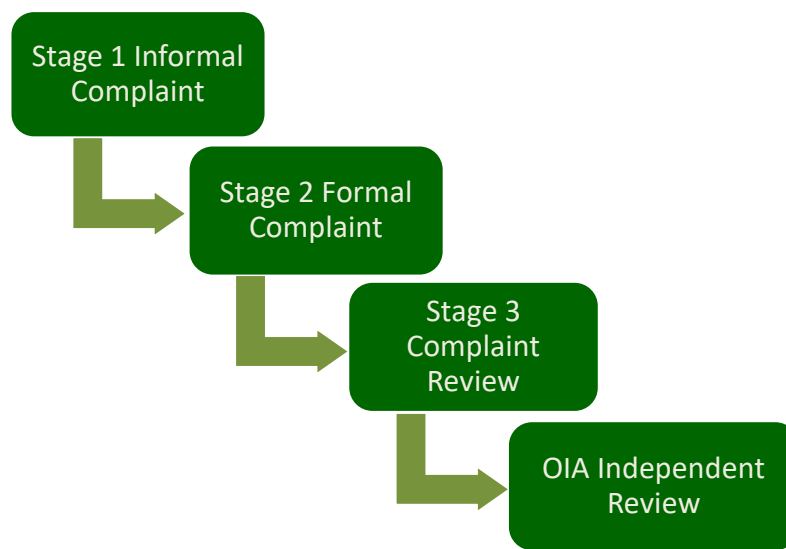 Stage 1 Informal
Complaint
Stage 2 Formal
Complaint
Stage 3
Complaint
Review
OIA Independent
Review